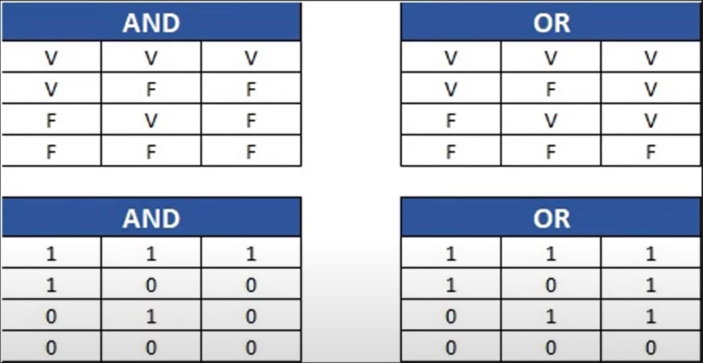 AND
V V V
V F F
F V F
F F F
OR
V V V
V F V
F V V
F F F
AND
1 1 1
1 0 0
0 1 0
0 0 0
OR
1 1 1
1 0 1
0 1 1
0 0 0